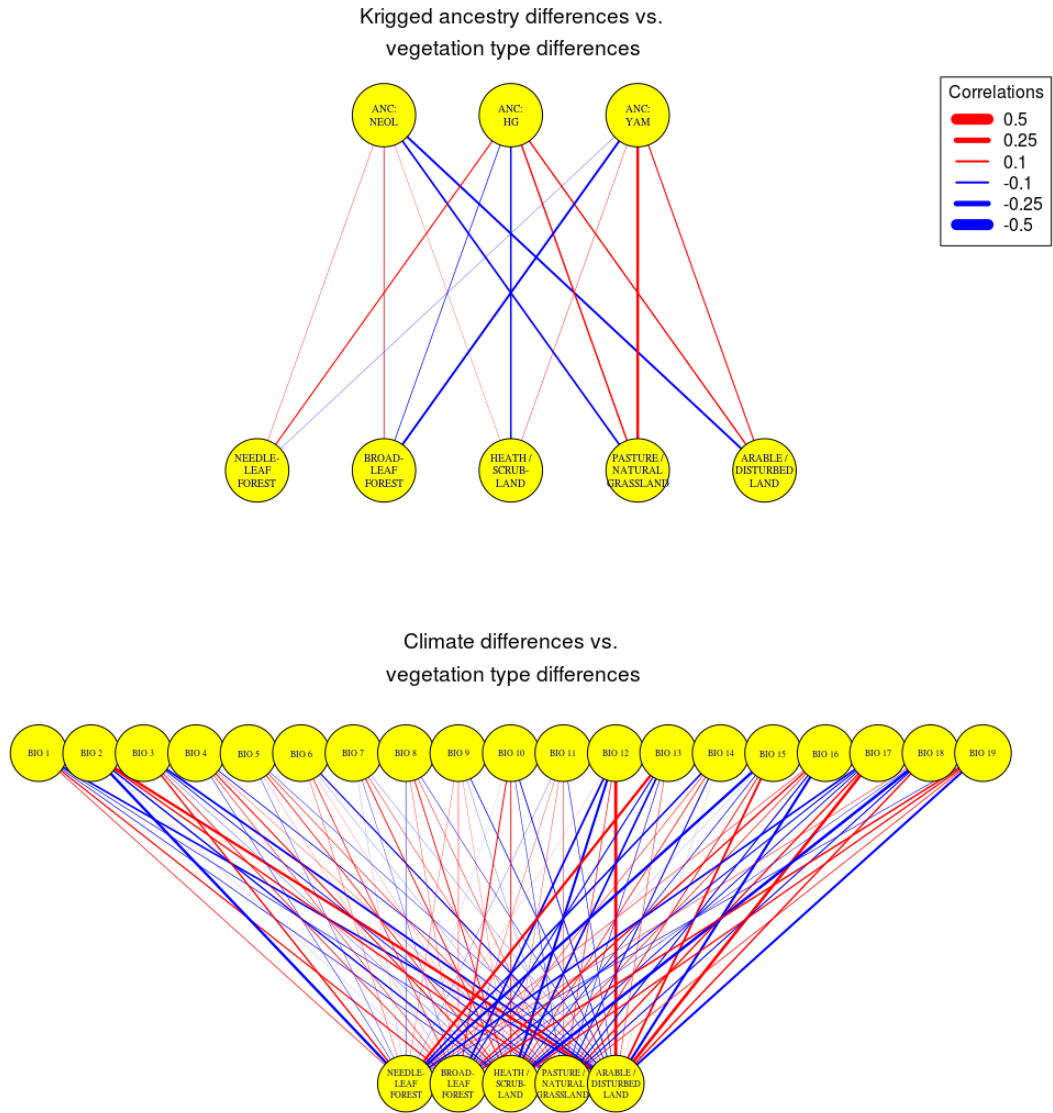 Krigged ancestry differences vs.
vegetation type differences
Correlations
0.5
0.25
0.1
-0.1
-0.25
-0.5
ANC:
NEOL
ANC:
HG
ANC:
YAM
NEEDLE-
LEAF
FOREST
BROAD-
LEAF
FOREST
HEATH /
SCRUB-
LAND
PASTURE /
NATURAL
GRASSLAND
ARABLE /
DISTURBED
LAND
Climate differences vs.
vegetation type differences
BIO 1
BIO 2
BIO 3
BIO 4
BIO 5
BIO 6
BIO 7
BIO 8
BIO 9
BIO 10
BIO 11
BIO 12
BIO 13
BIO 14
BIO 15
BIO 16
BIO 17
BIO 18
BIO 19
NEEDLE-
LEAF
FOREST
BROAD-
LEAF
FOREST
HEATH /
SCRUB-
LAND
PASTURE /
NATURAL
GRASSLAND
ARABLE /
DISTURBED
LAND